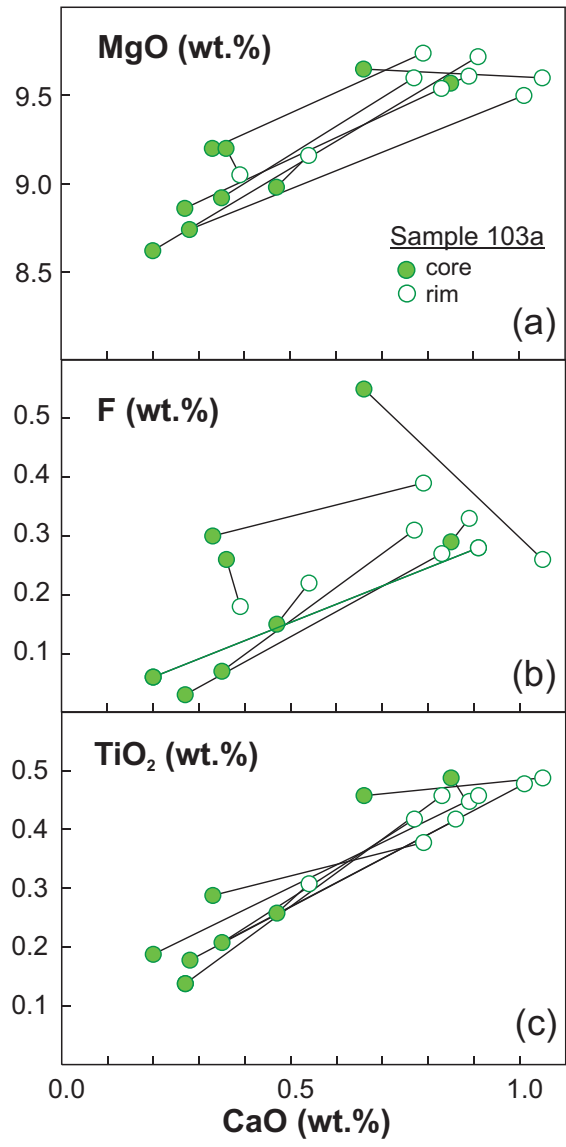 MgO (wt.%)
9.5
9.0
8.5
Sample 103a
core
rim
(a)
F (wt.%)
0.5
0.4
0.3
0.2
0.1
(b)
TiO₂ (wt.%)
0.5
0.4
0.3
0.2
0.1
(c)
0.0 0.5 1.0
CaO (wt.%)